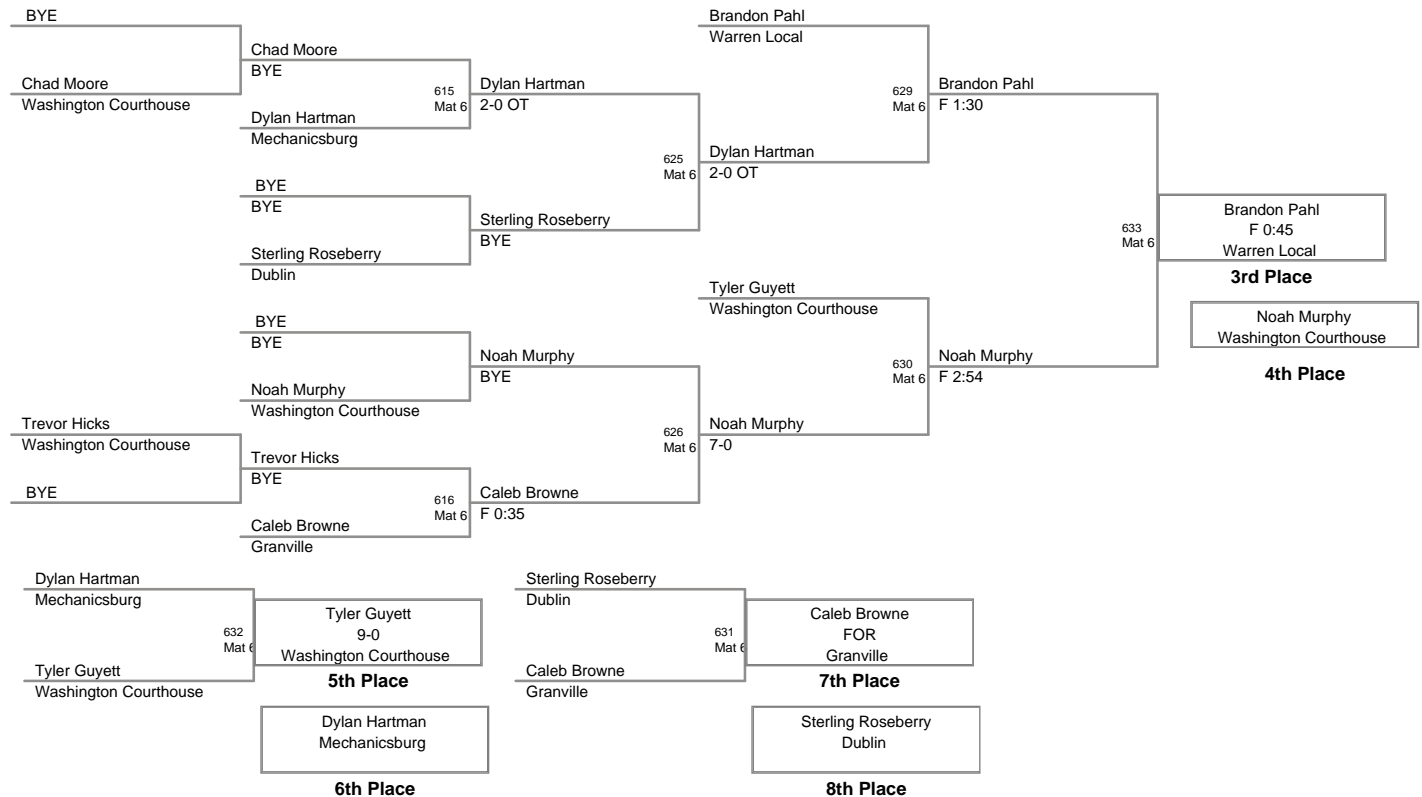 BYE
Chad Moore
Washington Courthouse
Chad Moore
BYE
Dylan Hartman
Mechanicsburg
615
Mat 6
Dylan Hartman
2-0 OT
BYE
BYE
Sterling Roseberry
Dublin
Sterling Roseberry
BYE
625
Mat 6
Brandon Pahl
Warren Local
Dylan Hartman
2-0 OT
629
Mat 6
Brandon Pahl
F 1:30
BYE
BYE
Noah Murphy
Washington Courthouse
Noah Murphy
BYE
Trevor Hicks
Washington Courthouse
BYE
Trevor Hicks
BYE
Caleb Browne
Granville
616
Mat 6
Caleb Browne
F 0:35
626
Mat 6
Tyler Guyett
Washington Courthouse
Noah Murphy
7-0
630
Mat 6
Noah Murphy
F 2:54
633
Mat 6
Brandon Pahl
F 0:45
Warren Local
3rd Place
Noah Murphy
Washington Courthouse
4th Place
Dylan Hartman
Mechanicsburg
Tyler Guyett
Washington Courthouse
632
Mat 6
Tyler Guyett
9-0
Washington Courthouse
5th Place
Dylan Hartman
Mechanicsburg
6th Place
Sterling Roseberry
Dublin
Caleb Browne
Granville
631
Mat 6
Caleb Browne
FOR
Granville
7th Place
Sterling Roseberry
Dublin
8th Place